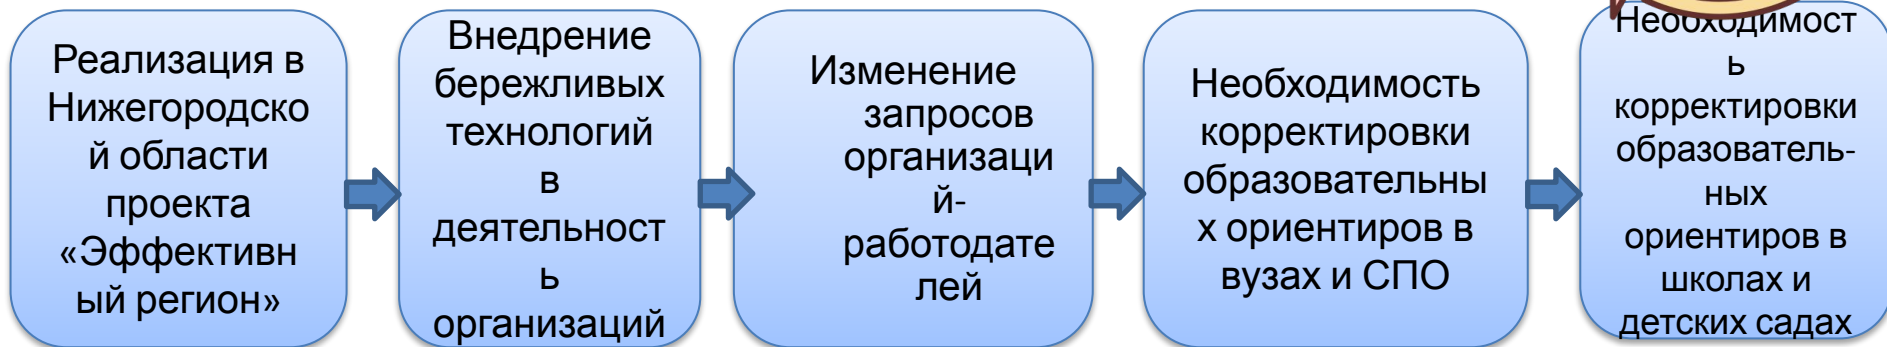 Реализация в
Нижегородско
й области
проекта
«Эффективн
ый регион»
Внедрение
бережливых
технологий
в
деятельност
ь
организаций
Изменение
запросов
организаци
й-
работодате
лей
Необходимость
корректировки
образовательны
х ориентиров в
вузах и СПО
Необходимост
ь
корректировки
образователь-
ных
ориентиров в
школах и
детских садах